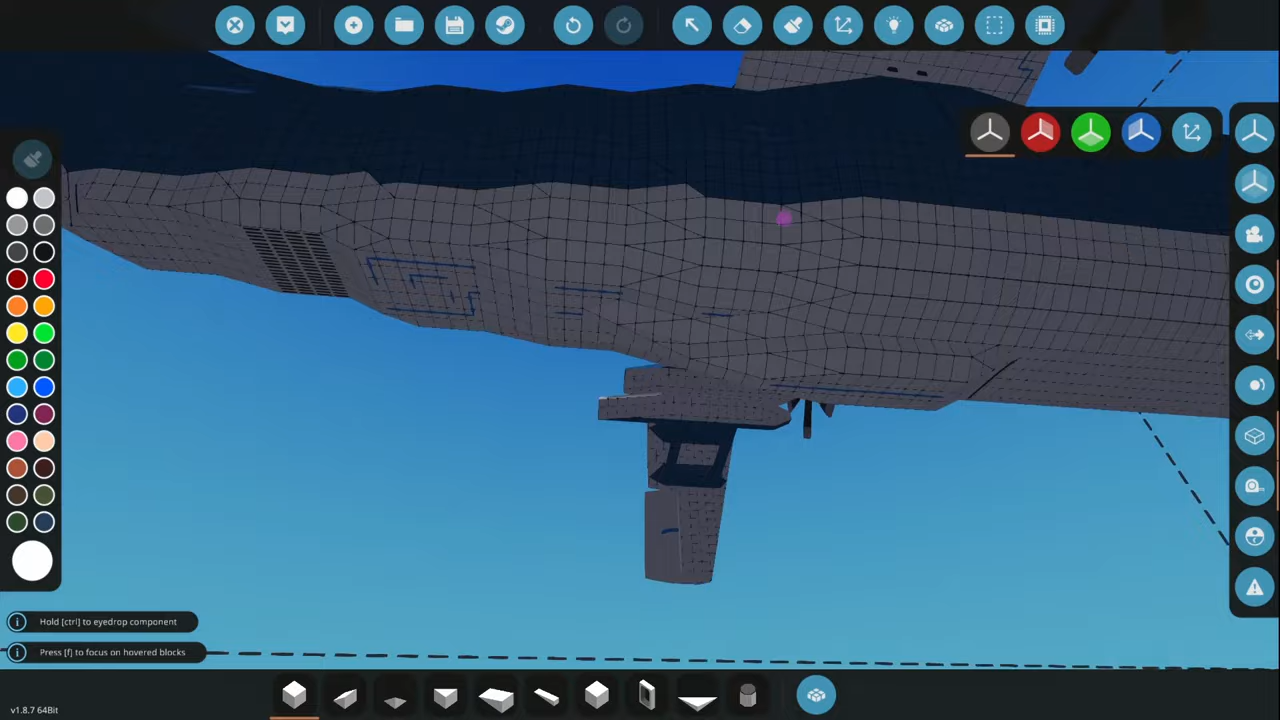 Hold [ctrl] to eyedrop component
Press [f] to focus on hovered blocks
v1.8.7 64Bit